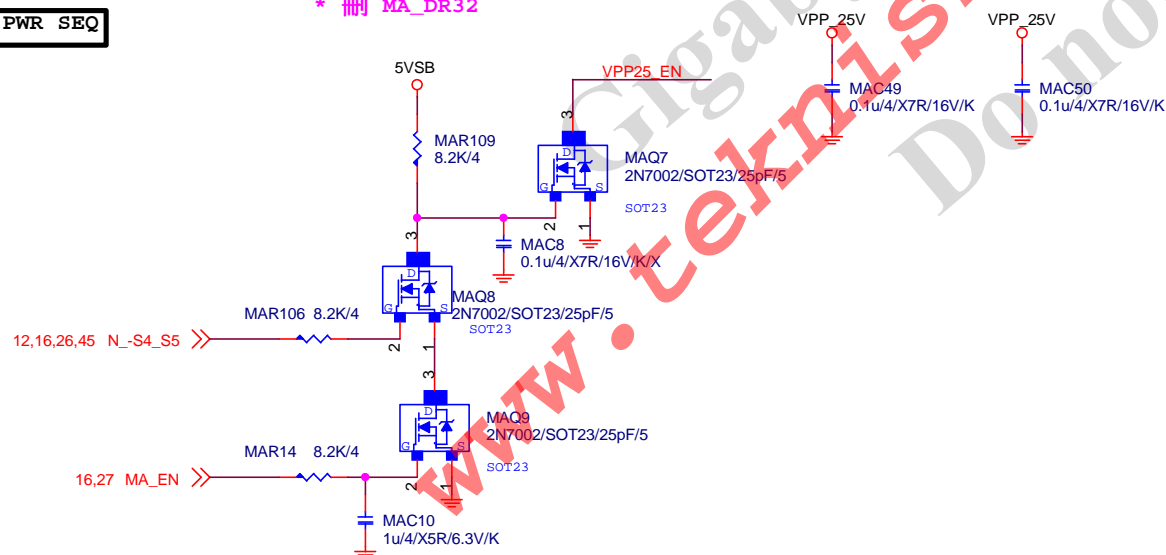 * 刪 MA_DR32
PWR SEQ
VPP_25V
VPP_25V
5VSB
VPP25_EN
MAC49
0.1u/4/X7R/16V/K
MAC50
0.1u/4/X7R/16V/K
3
MAR109
8.2K/4
D
G
S
MAQ7
2N7002/SOT23/25pF/5
SOT23
2
1
3
MAC8
0.1u/4/X7R/16V/K/X
D
G
S
MAQ8
2N7002/SOT23/25pF/5
SOT23
MAR106 8.2K/4
12,16,26,45 N_-S4_S5
2
1
3
D
G
S
MAQ9
2N7002/SOT23/25pF/5
SOT23
MAR14 8.2K/4
16,27 MA_EN
2
1
MAC10
1u/4/X5R/6.3V/K
www.teknis
Gigab
Do no